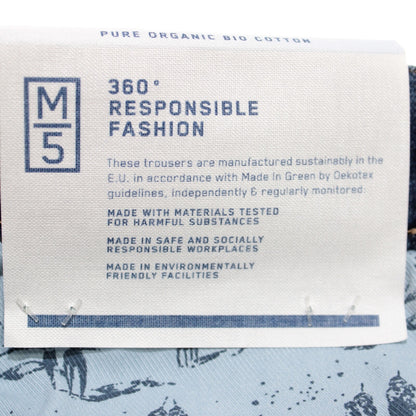 PURE ORGANIC BIO COTTON
M
5
360°
RESPONSIBLE
FASHION
These trousers are manufactured sustainably in the
E.U. in accordance with Made In Green by Oekotex
guidelines, independently & regularly monitored:
MADE WITH MATERIALS TESTED
FOR HARMFUL SUBSTANCES
MADE IN SAFE AND SOCIALLY
RESPONSIBLE WORKPLACES
MADE IN ENVIRONMENTALLY
FRIENDLY FACILITIES